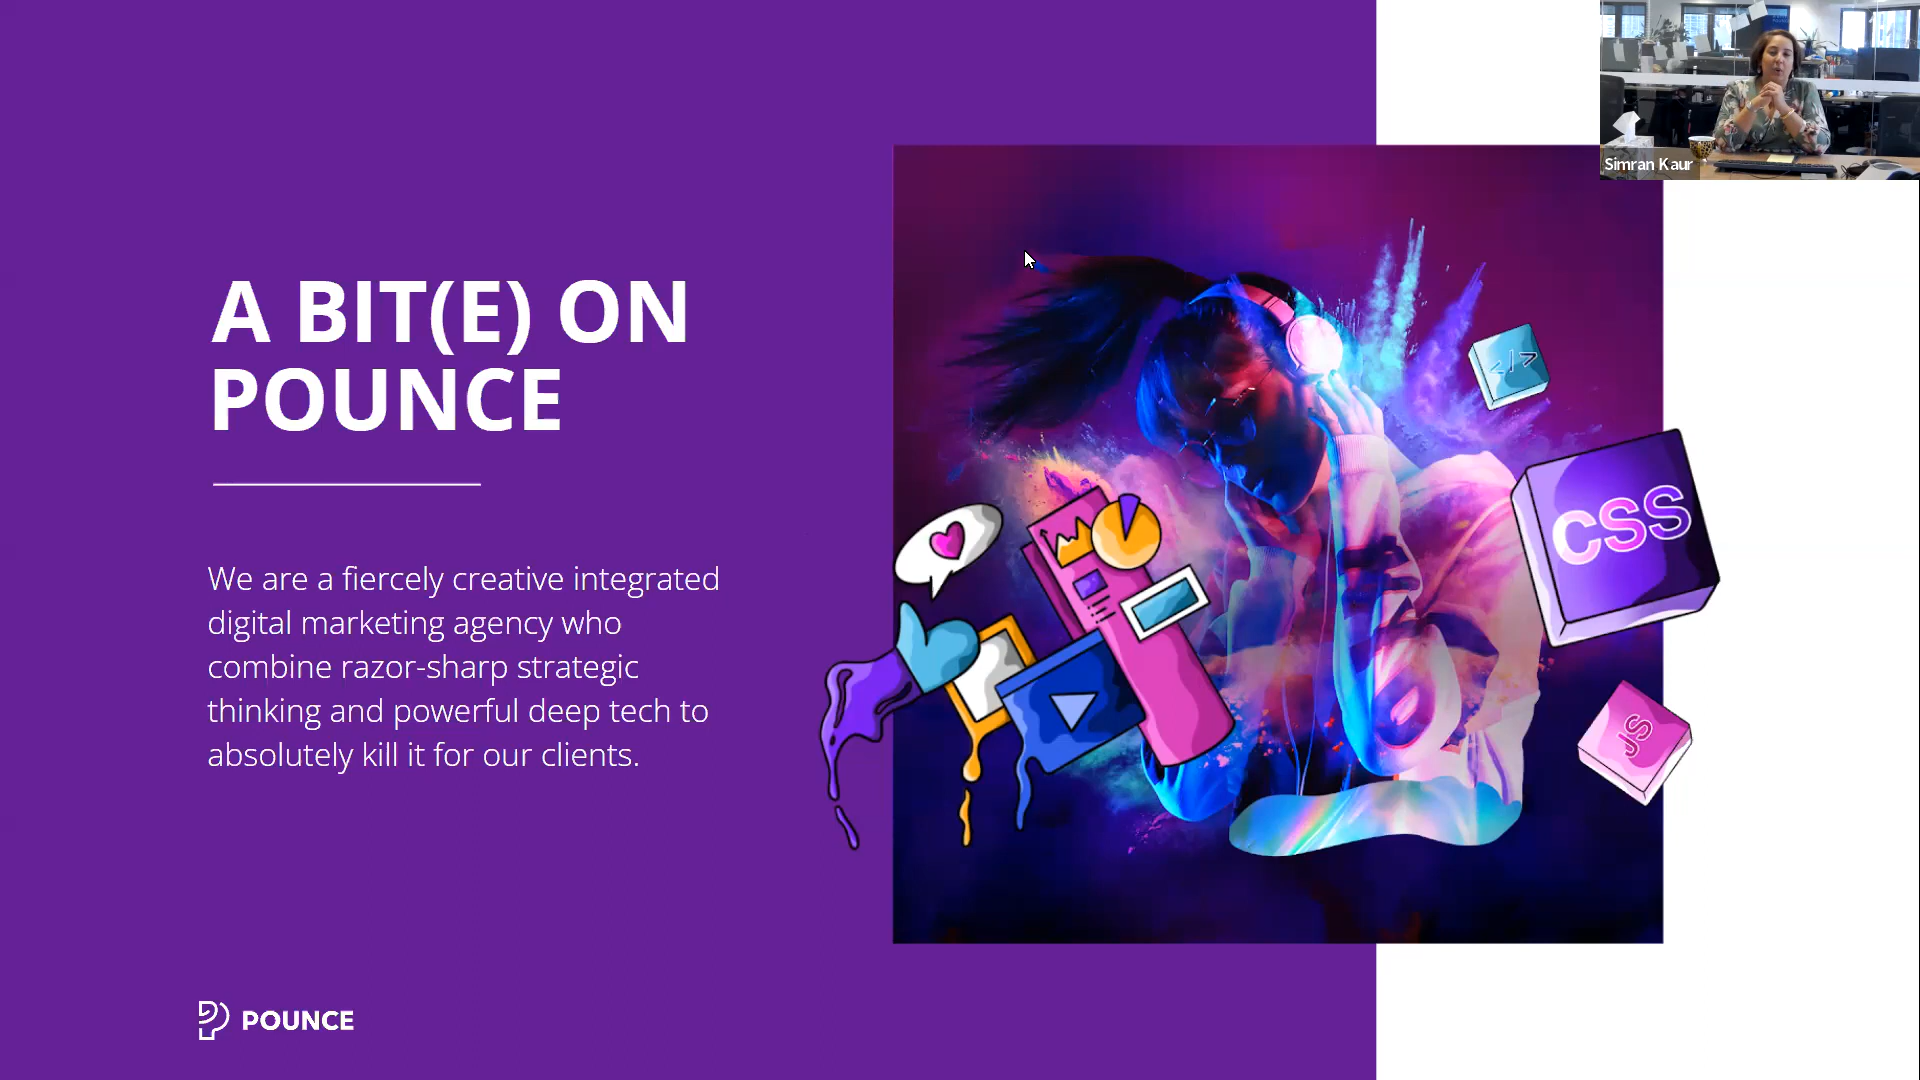 A BIT(E) ON
POUNCE
We are a fiercely creative integrated
digital marketing agency who
combine razor-sharp strategic
thinking and powerful deep tech to
absolutely kill it for our clients.
POUNCE
</>
CSS
JS
Simran Kaur